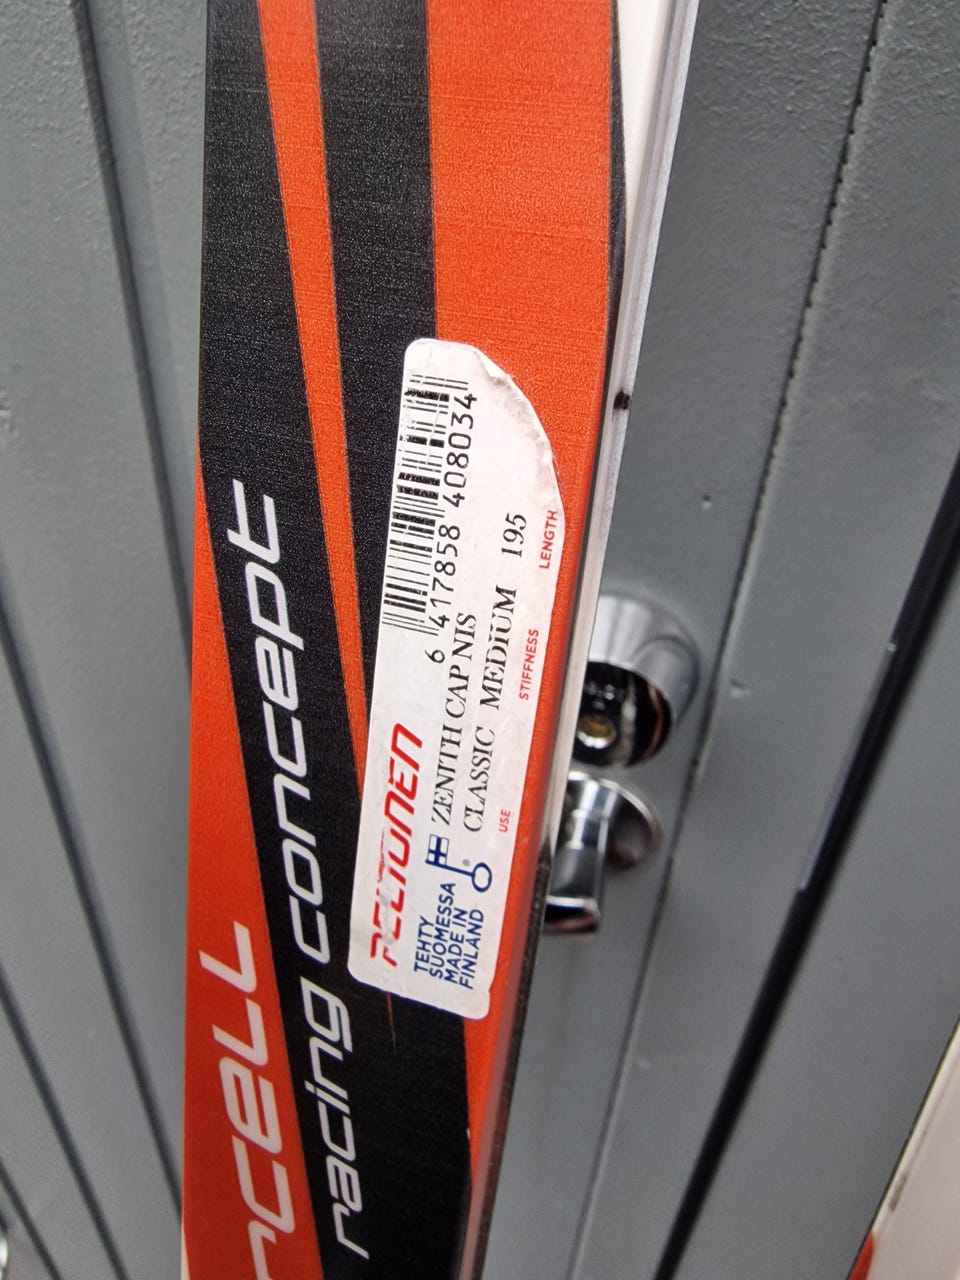 rcell
racing concept
6 417858 408034
PELTONEN
ZENITH CAP NIS
CLASSIC MEDIUM 195
USE STIFFNESS LENGTH
TEHTY
SUOMESSA
MADE IN
FINLAND
®